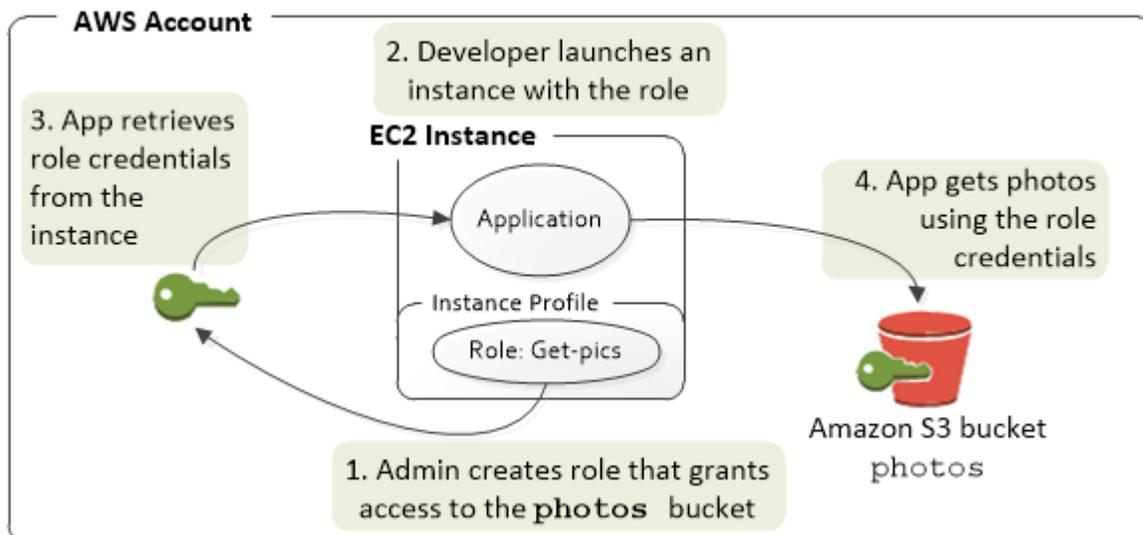 AWS Account
2. Developer launches an
instance with the role
3. App retrieves
role credentials
from the
instance
EC2 Instance
Application
4. App gets photos
using the role
credentials
Instance Profile
Role: Get-pics
Amazon S3 bucket
photos
1. Admin creates role that grants
access to the photos bucket